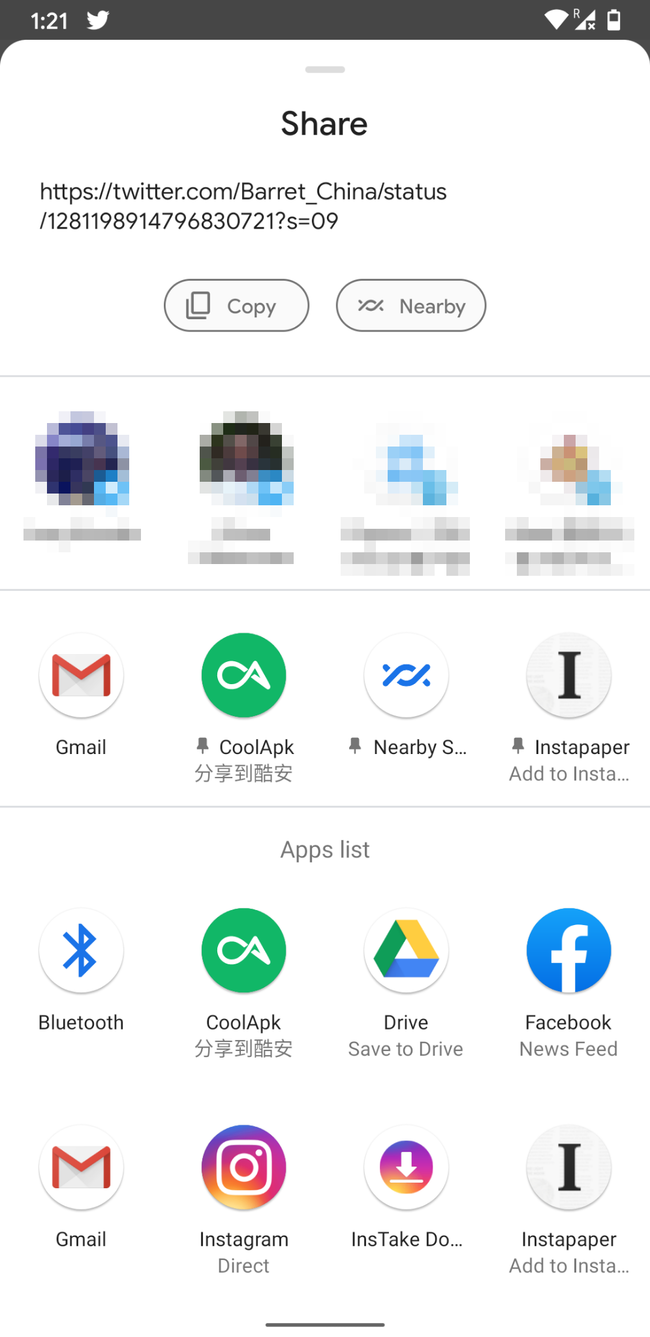 1:21
R
Share
https://twitter.com/Barret_China/status
/1281198914796830721?s=09
Copy
Nearby
Gmail
CoolApk
Nearby S...
Instapaper
分享到酷安
Add to Insta...
Apps list
Bluetooth
CoolApk
Drive
Facebook
分享到酷安
Save to Drive
News Feed
Gmail
Instagram
InsTake Do...
Instapaper
Direct
Add to Insta...